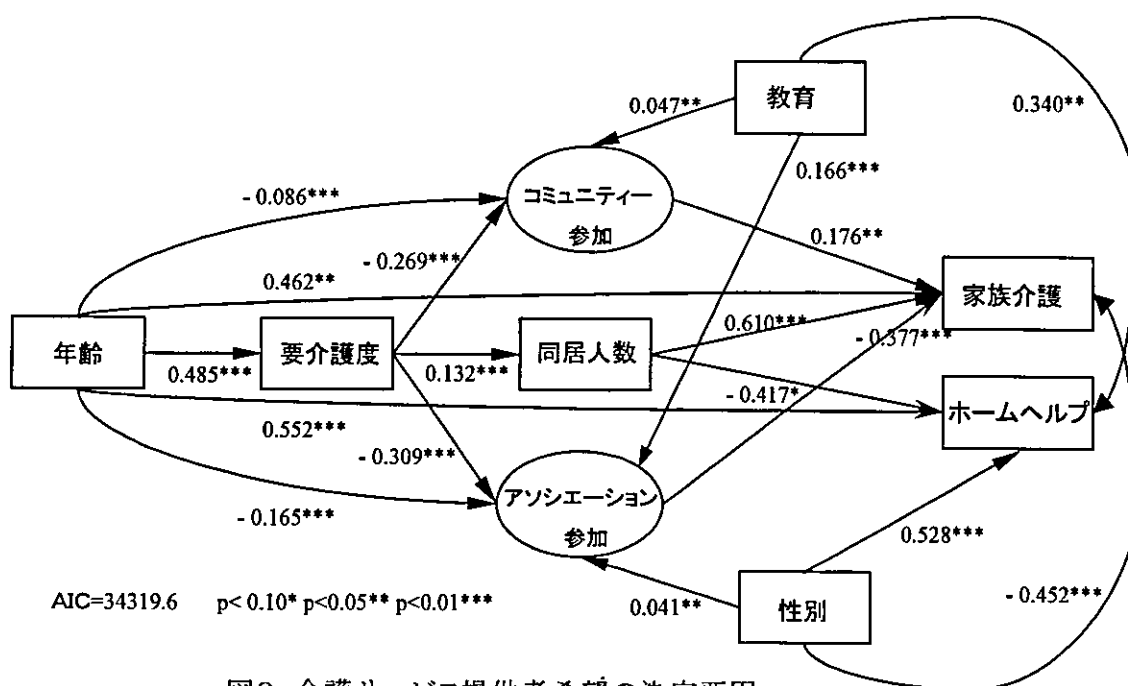 教育
0.047**
0.340**
0.166***
- 0.086***
コミュニティー
参加
0.176**
- 0.269***
0.462**
家族介護
0.610***
- 0.377***
年齢
要介護度
同居人数
0.485***
0.132***
- 0.417*
ホームヘルプ
0.552***
- 0.309***
アソシエーション
参加
- 0.165***
0.528***
AIC=34319.6 p< 0.10* p<0.05** p<0.01***
0.041**
性別
- 0.452***